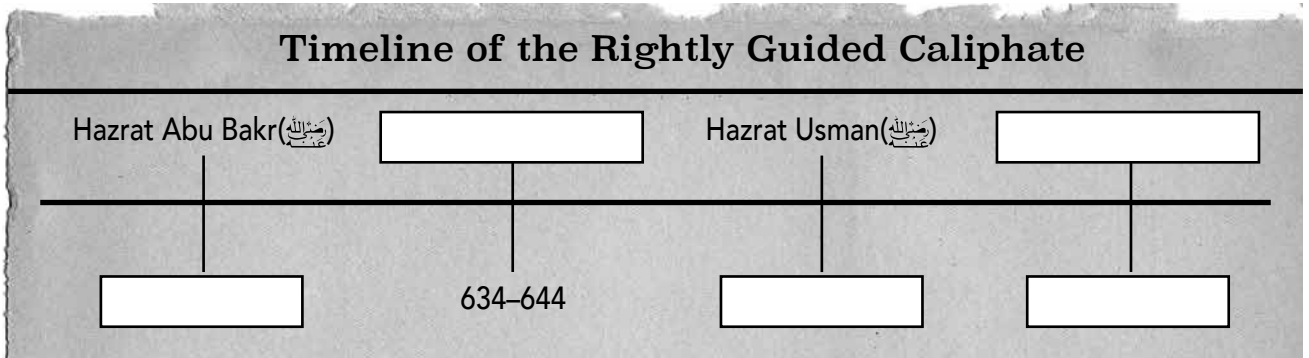 Timeline of the Rightly Guided Caliphate
Hazrat Abu Bakr(رضي الله عنه) Hazrat Usman(رضي الله عنه)
634–644